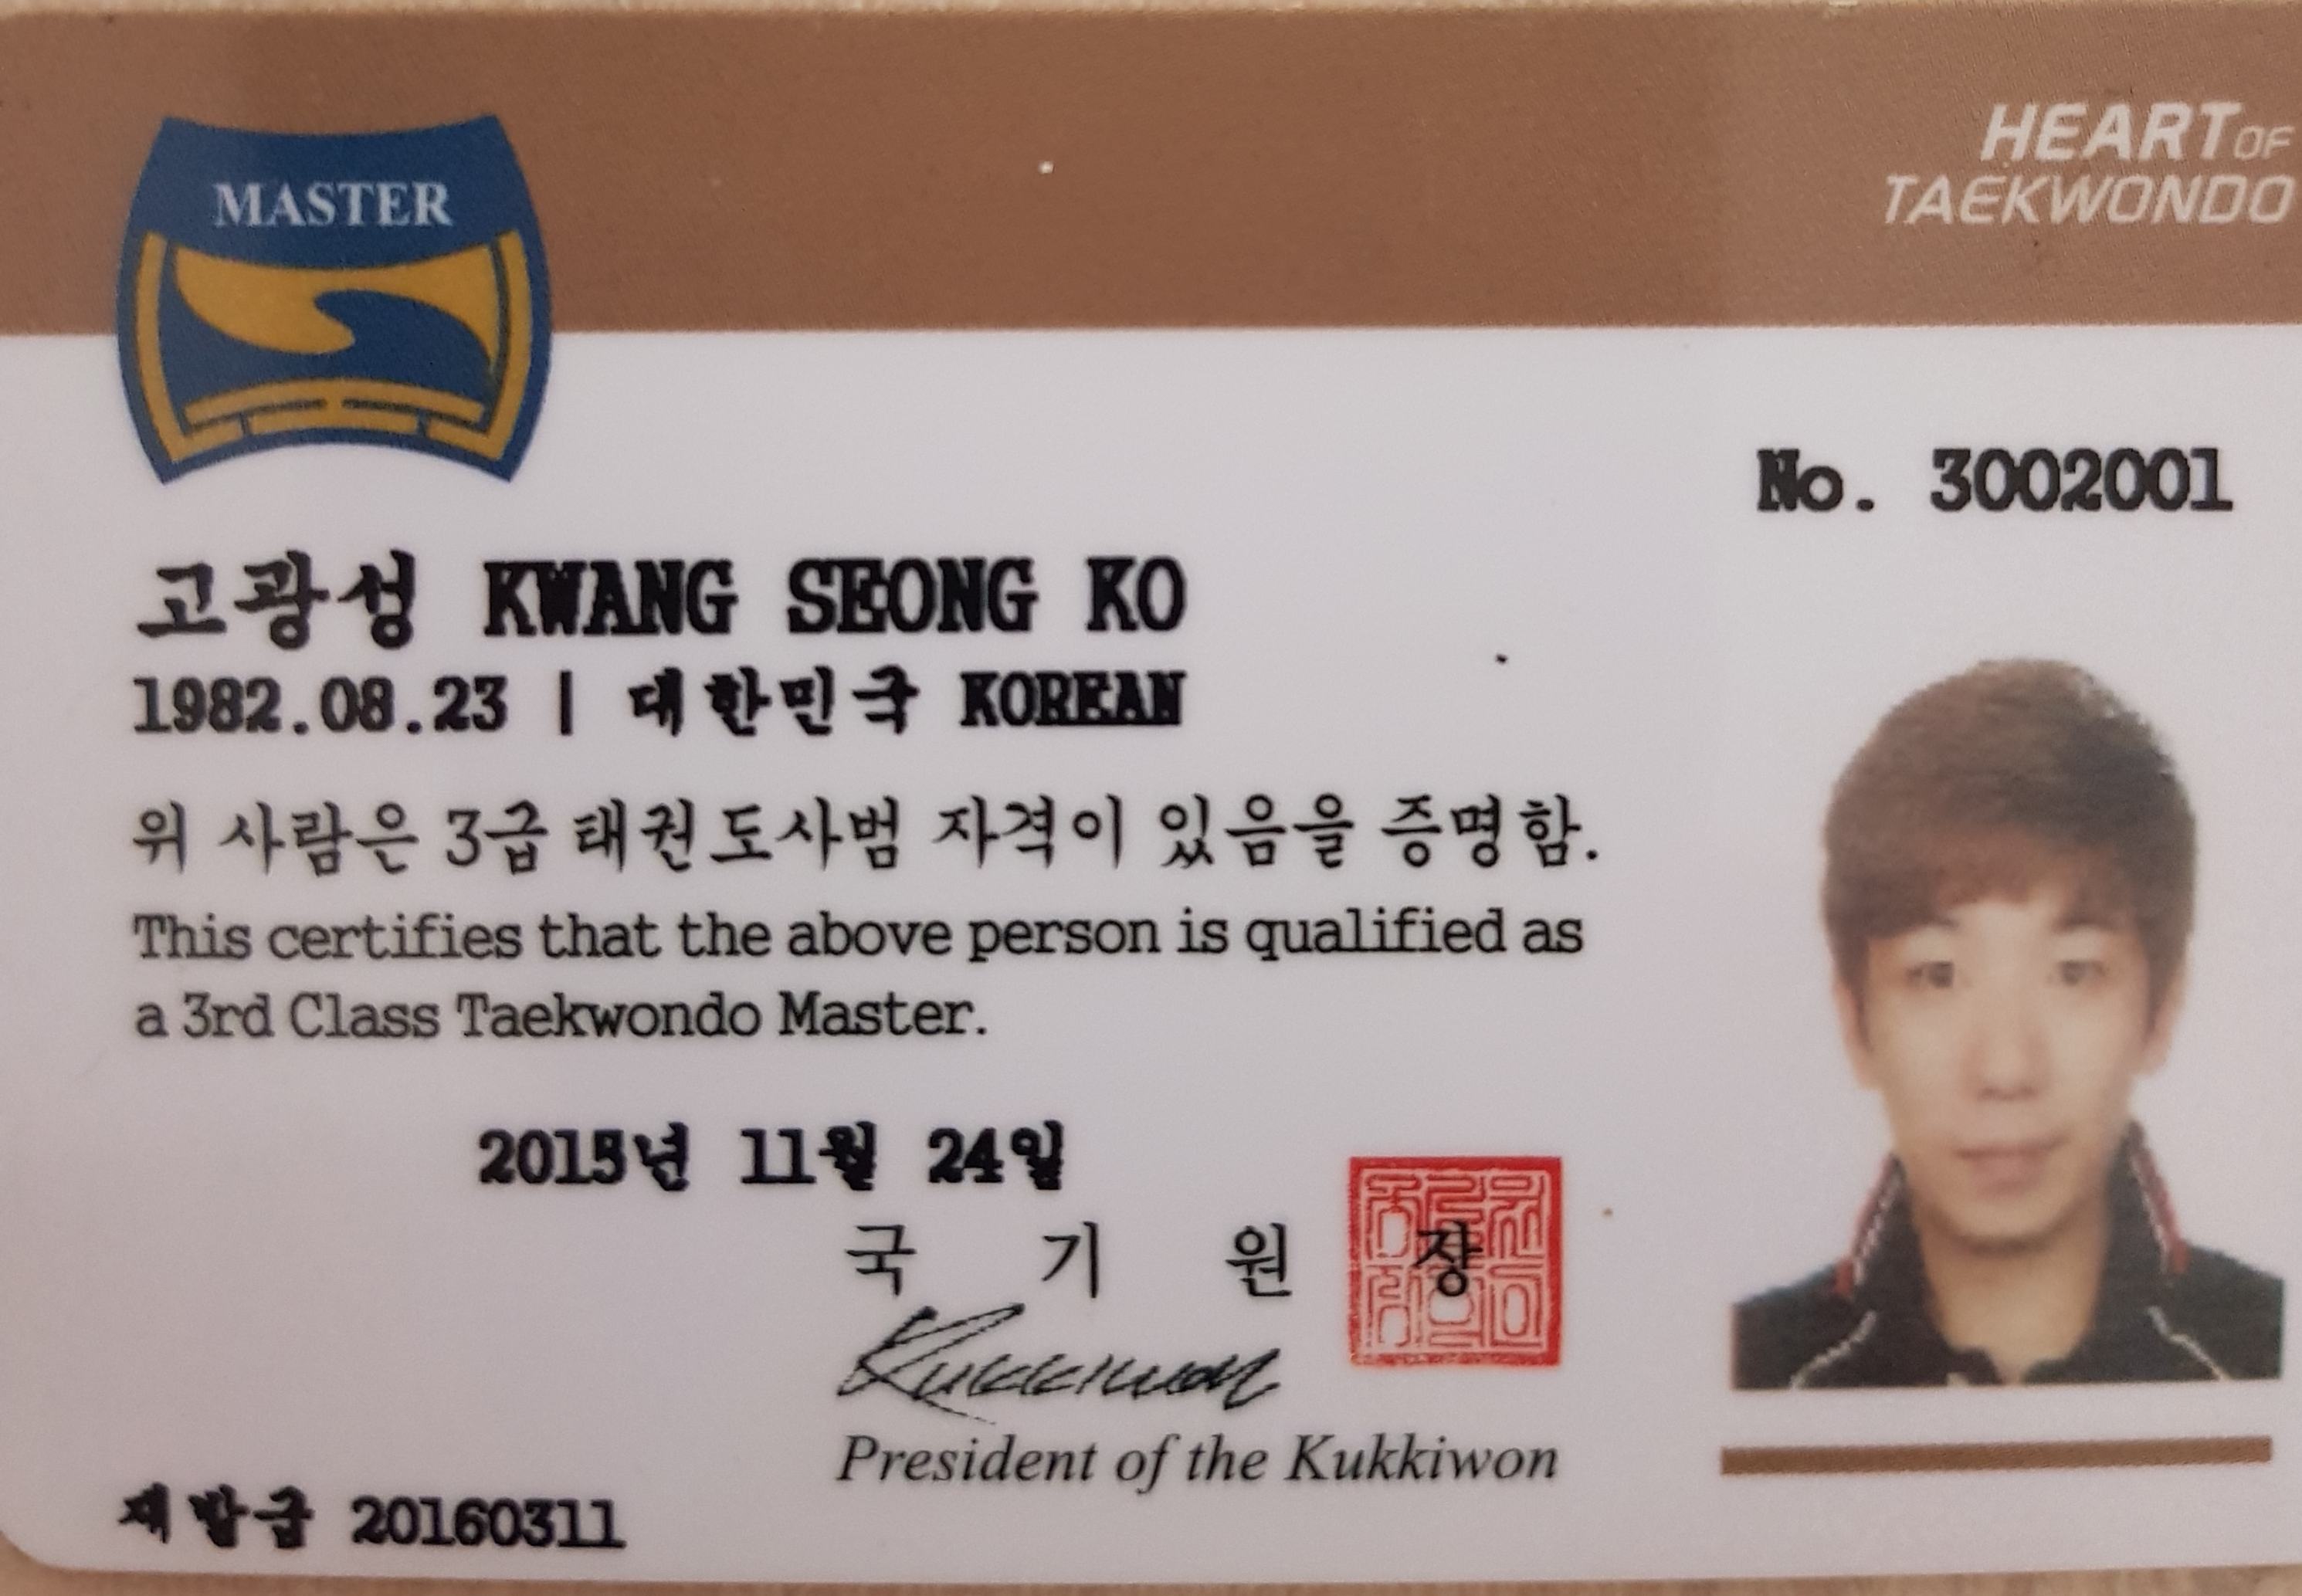 MASTER
HEART OF
TAEKWONDO
No. 3002001
고광성 KWANG SEONG KO
1982.08.23 | 대한민국 KOREAN
위 사람은 3급 태권도사범 자격이 있음을 증명함.
This certifies that the above person is qualified as
a 3rd Class Taekwondo Master.
2015년 11월 24일
국 기 원 장
Kukkiwon
President of the Kukkiwon
재발급 20160311